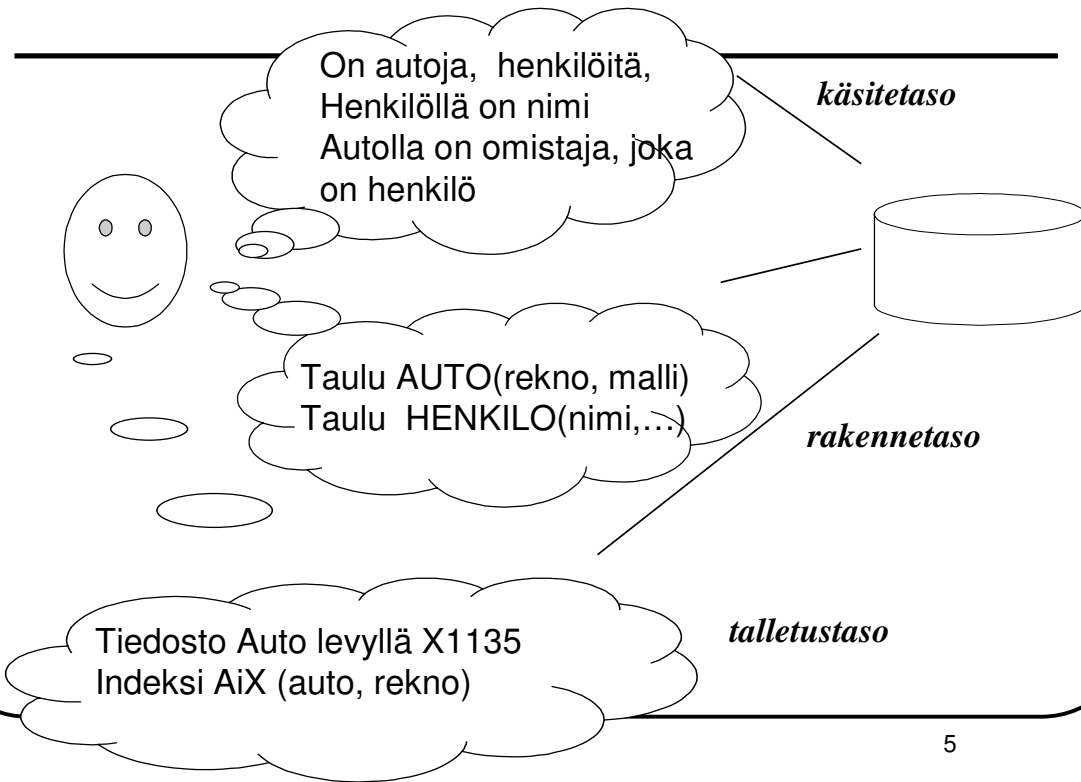 On autoja, henkilöitä,
Henkilöllä on nimi
Autolla on omistaja, joka
on henkilö
käsitetaso
Taulu AUTO(rekno, malli)
Taulu HENKILO(nimi,…)
rakennetaso
Tiedosto Auto levyllä X1135
Indeksi AiX (auto, rekno)
talletustaso
5